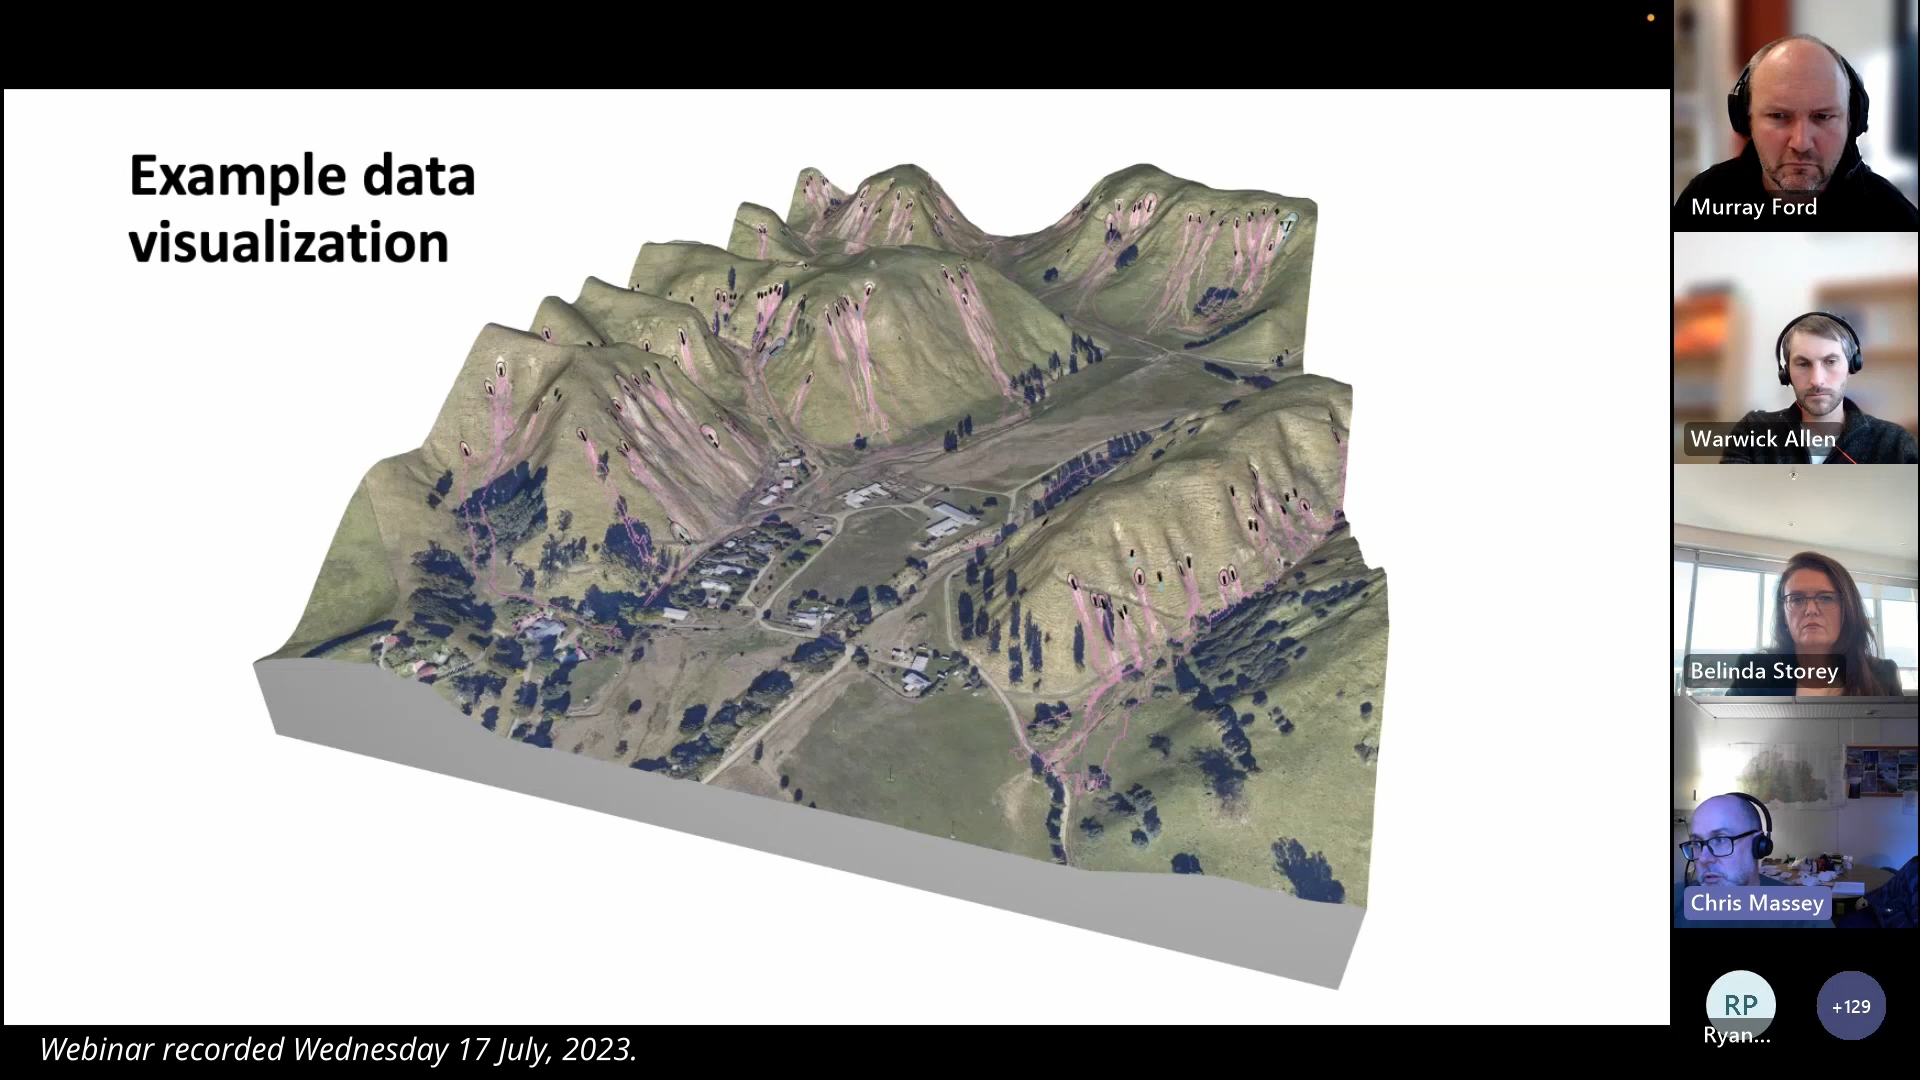 Example data
visualization
Murray Ford
Warwick Allen
Belinda Storey
Chris Massey
RP
Ryan...
+129
Webinar recorded Wednesday 17 July, 2023.